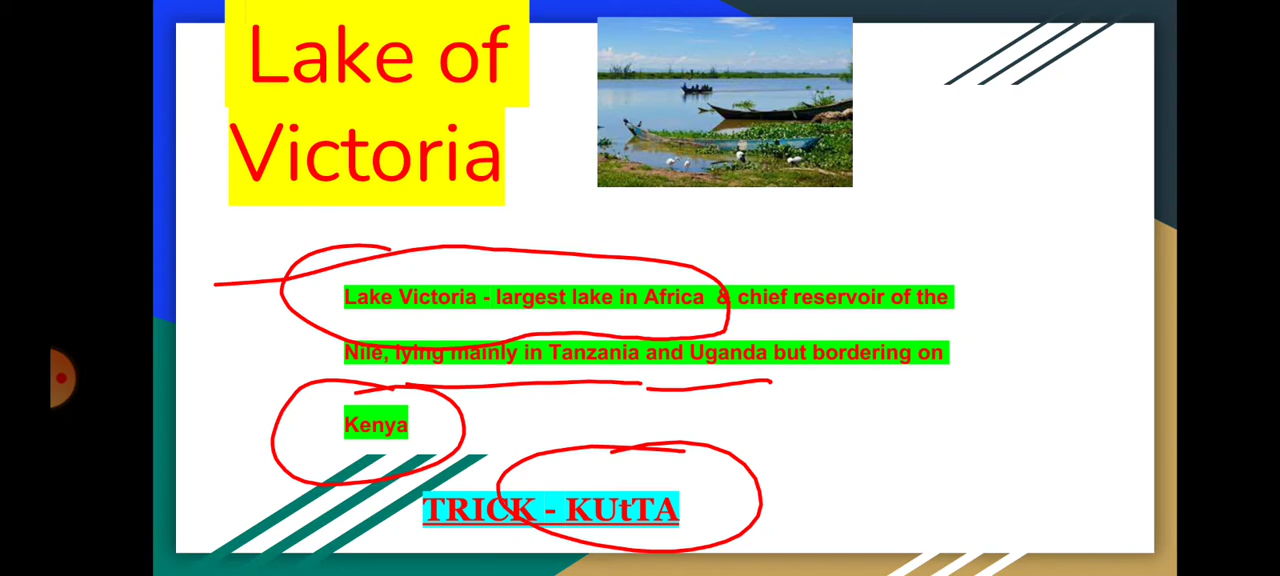 Lake of
Victoria
Lake Victoria - largest lake in Africa & chief reservoir of the
Nile, lying mainly in Tanzania and Uganda but bordering on
Kenya
TRICK - KUtTA